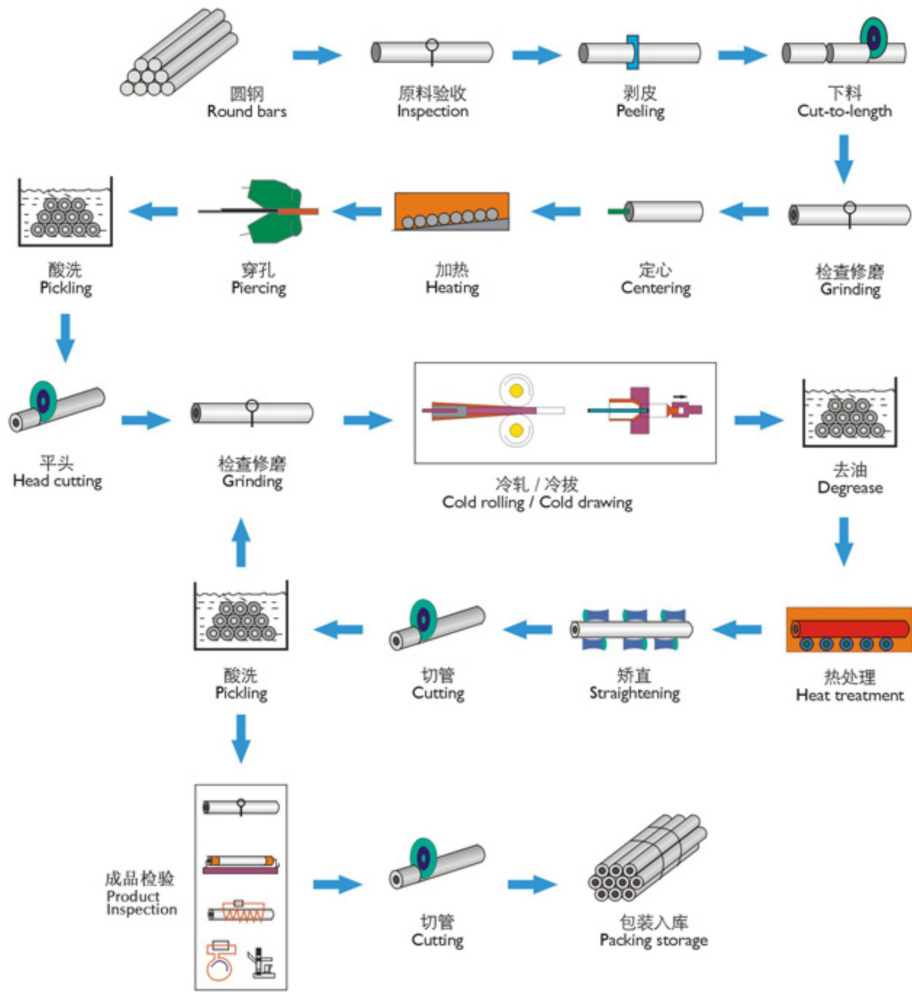 圆钢
Round bars
原料验收
Inspection
剥皮
Peeling
下料
Cut-to-length
酸洗
Pickling
穿孔
Piercing
加热
Heating
定心
Centering
检查修磨
Grinding
平头
Head cutting
检查修磨
Grinding
冷轧 / 冷拔
Cold rolling / Cold drawing
去油
Degrease
酸洗
Pickling
切管
Cutting
矫直
Straightening
热处理
Heat treatment
成品检验
Product
Inspection
切管
Cutting
包装入库
Packing storage